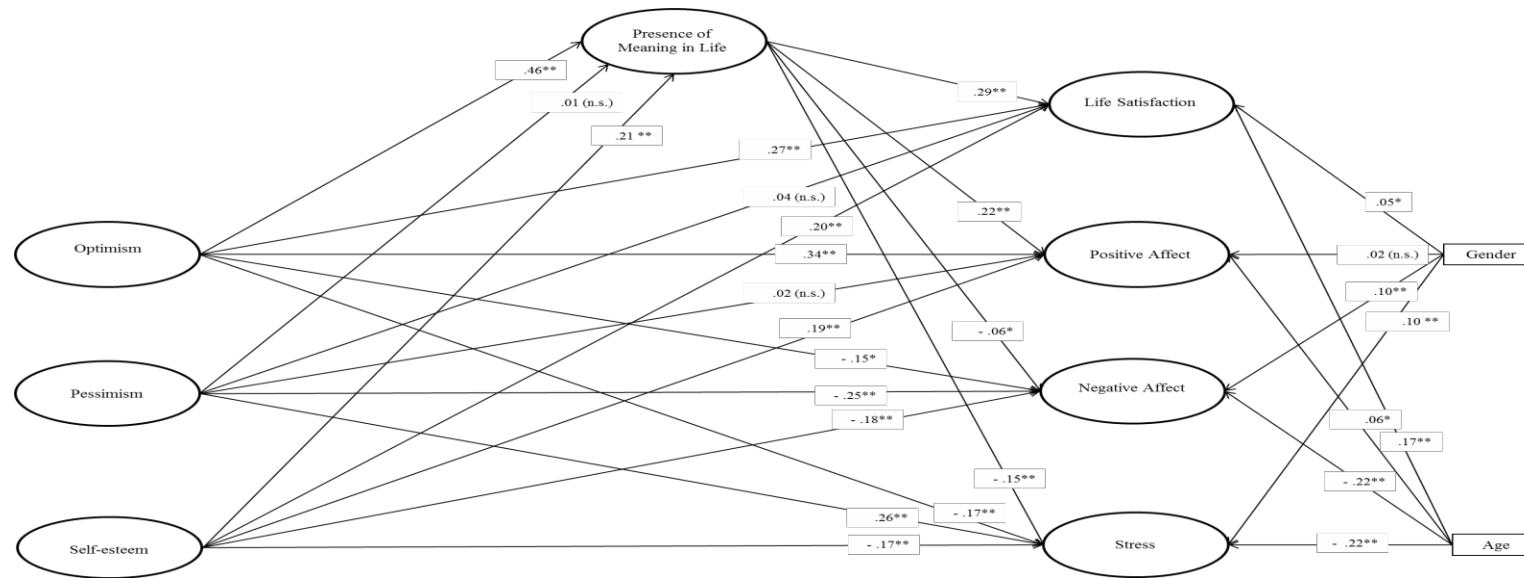 Presence of
Meaning in Life
.46**
.29**
.01 (n.s.)
Life Satisfaction
.21 **
.27**
.04 (n.s.)
.05*
.22**
.20**
Optimism
.34**
Positive Affect
.02 (n.s.)
Gender
.02 (n.s.)
.10**
.19**
- .06*
.10 **
- .15*
Pessimism
- .25**
Negative Affect
- .18**
.06*
.17**
- .15**
- .22**
.26**
- .17**
Self-esteem
- .17**
Stress
- .22**
Age